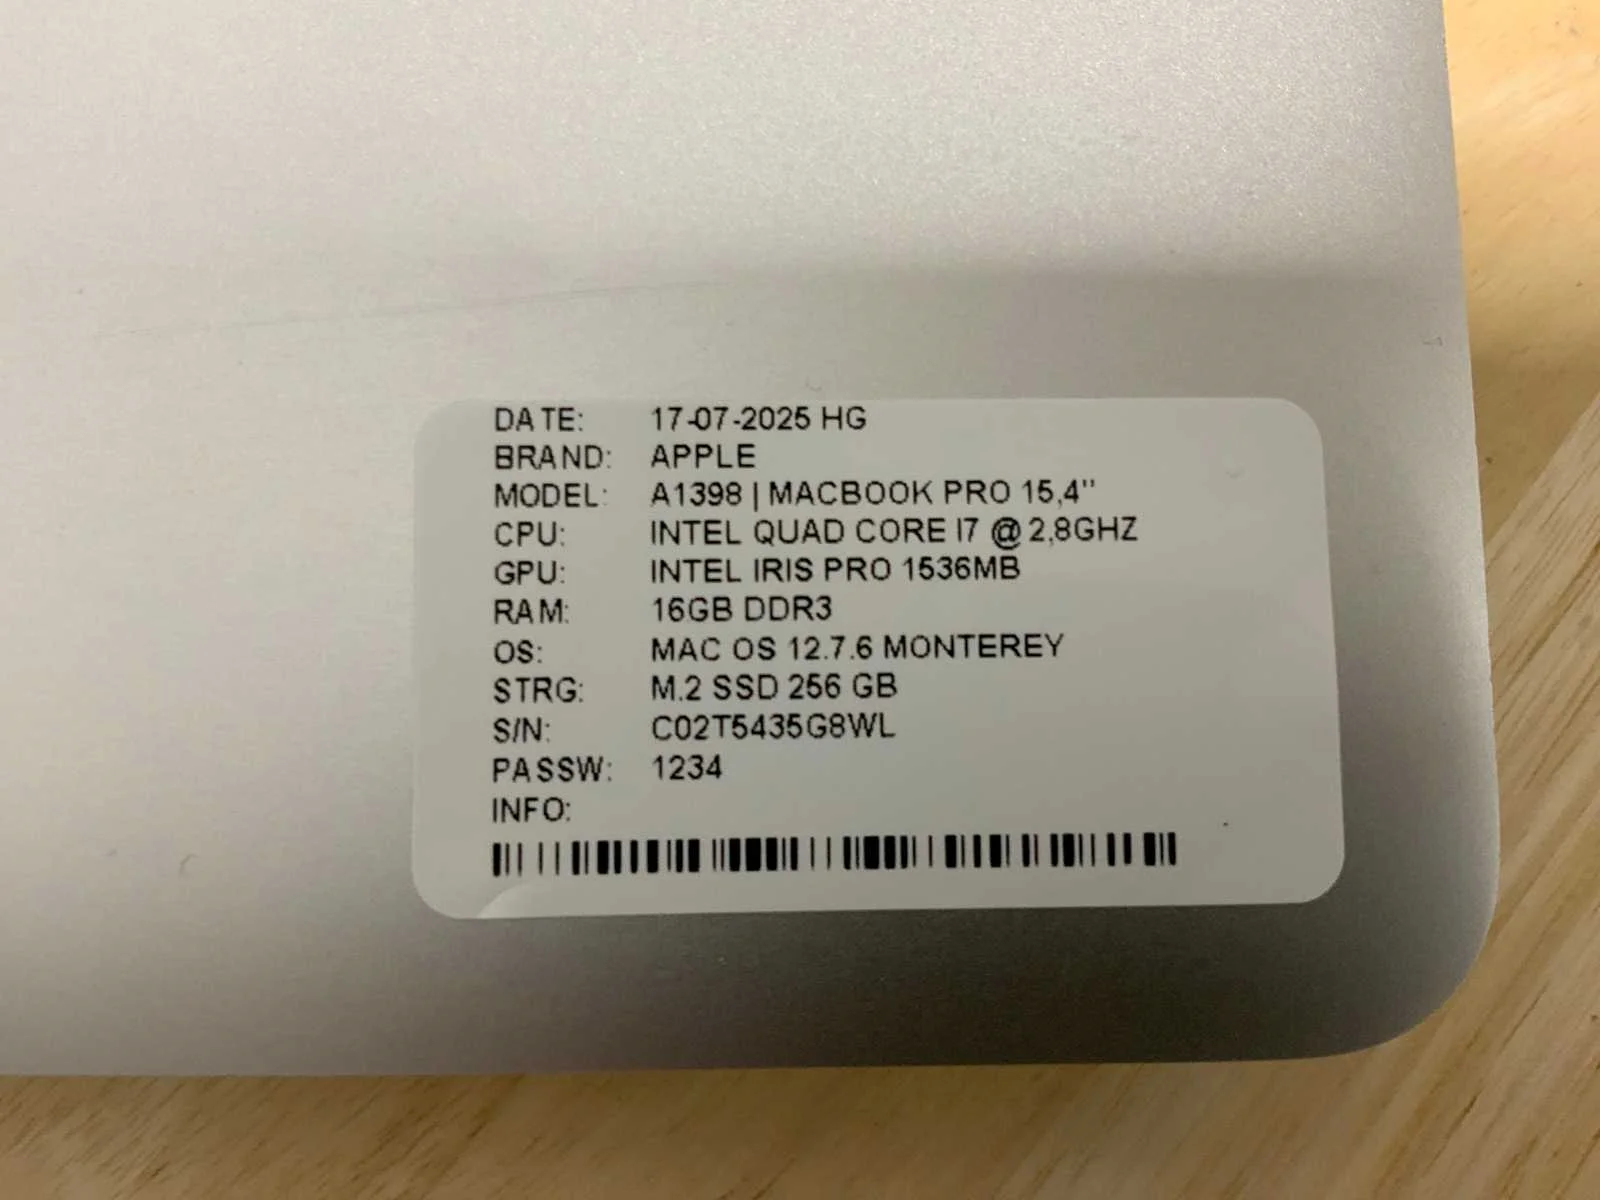 DATE: 17-07-2025 HG
BRAND: APPLE
MODEL: A1398 | MACBOOK PRO 15,4"
CPU: INTEL QUAD CORE I7 @ 2,8GHZ
GPU: INTEL IRIS PRO 1536MB
RAM: 16GB DDR3
OS: MAC OS 12.7.6 MONTEREY
STRG: M.2 SSD 256 GB
S/N: C02T5435G8WL
PASSW: 1234
INFO: